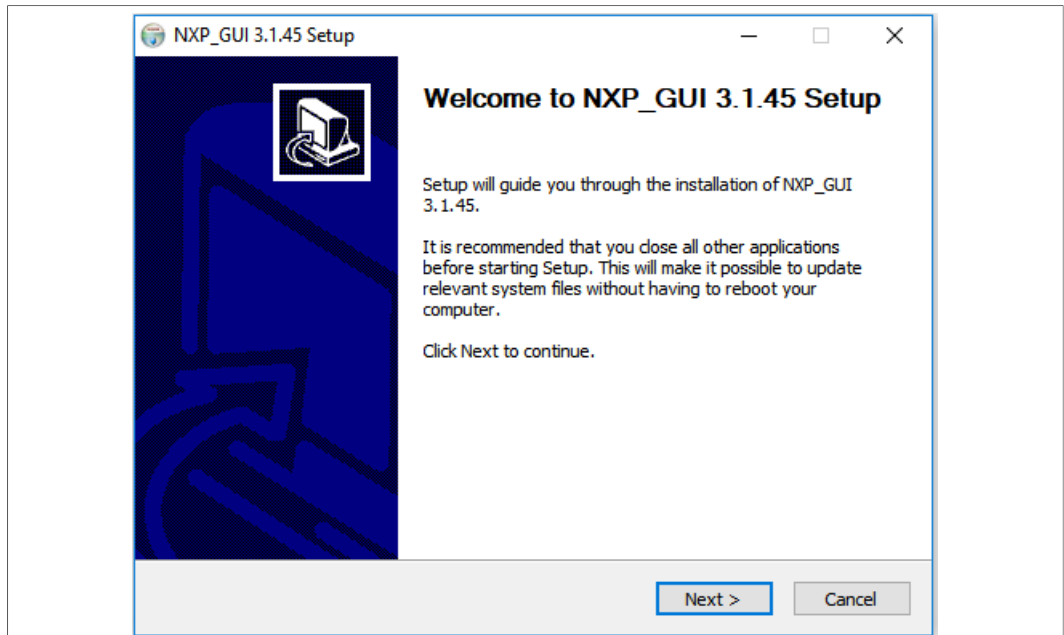 NXP_GUI 3.1.45 Setup
Welcome to NXP_GUI 3.1.45 Setup
Setup will guide you through the installation of NXP_GUI
3.1.45.
It is recommended that you close all other applications
before starting Setup. This will make it possible to update
relevant system files without having to reboot your
computer.
Click Next to continue.
Next >
Cancel